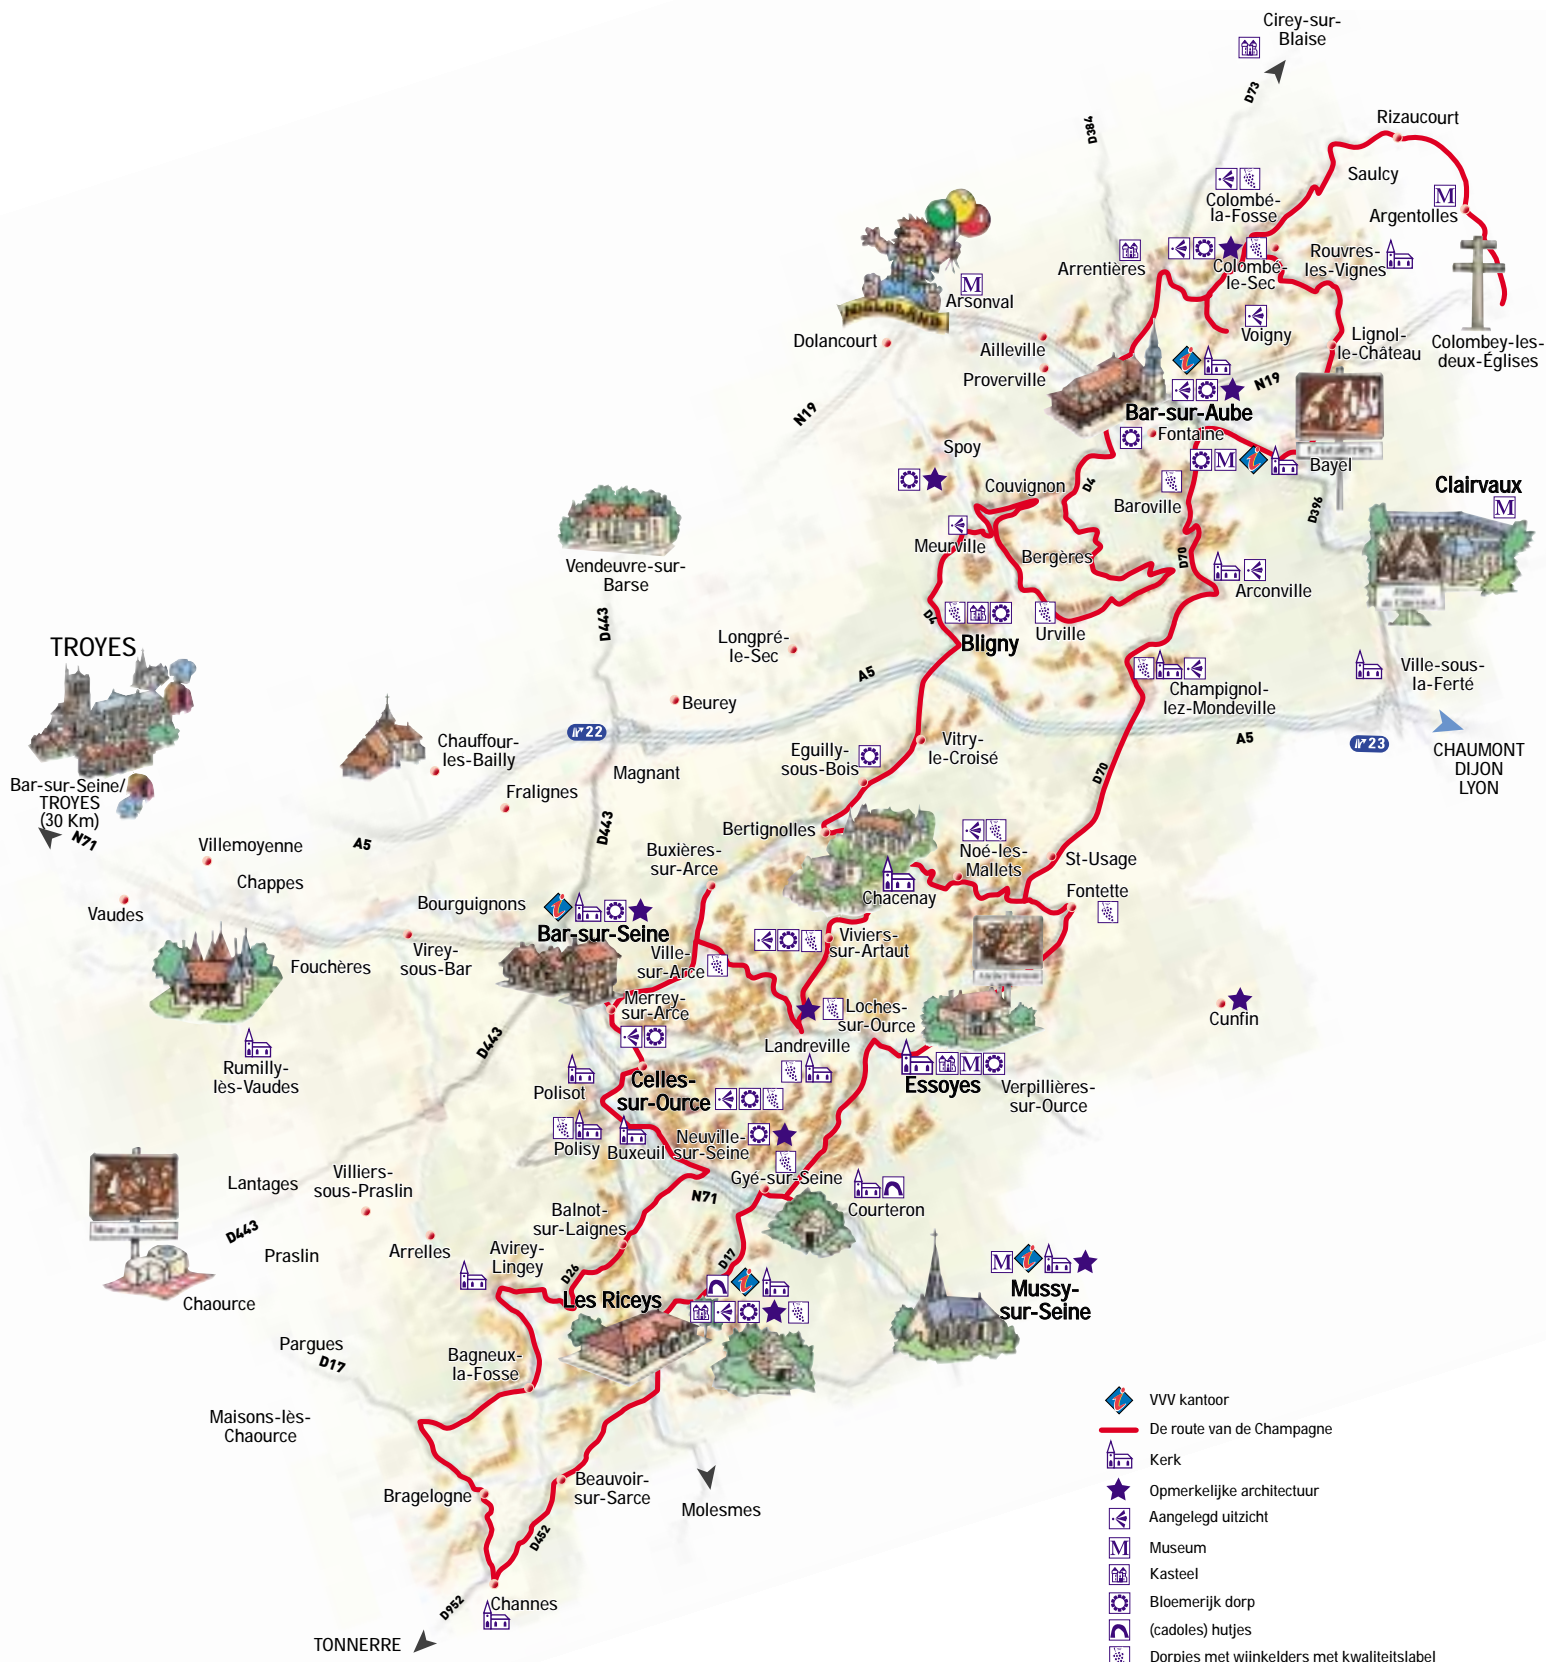 Cirey-sur-
Blaise
D73
D384
Rizaucourt
Saulcy
Argentolles
M
Colombé-
la-Fosse
Colombé-
le-Sec
Rouvres-
les-Vignes
Arrentières
M
Arsonval
NIGLOLAND
Dolancourt
Ailleville
Proverville
Voigny
Lignol-
le-Château
Colombey-les-
deux-Églises
N19
N19
i
Bar-sur-Aube
Fontaine
M
i
Bayel
Cristalleries
Spoy
Couvignon
D4
Baroville
D396
Clairvaux
M
Meurville
Bergères
D70
Arconville
Vendeuvre-sur-
Barse
D443
D4
Urville
Bligny
Longpré-
le-Sec
TROYES
A5
Champignol-
lez-Mondeville
Ville-sous-
la-Ferté
Beurey
22
A5
23
CHAUMONT
DIJON
LYON
Chauffour-
les-Bailly
Magnant
Eguilly-
sous-Bois
Vitry-
le-Croisé
Bar-sur-Seine/
TROYES
(30 Km)
N71
Fralignes
D70
A5
D443
Bertignolles
Villemoyenne
Chappes
Buxières-
sur-Arce
Noé-les-
Mallets
St-Usage
Vaudes
Bourguignons
i
Bar-sur-Seine
Chacenay
Fontette
Virey-
sous-Bar
Fouchères
Ville-
sur-Arce
Viviers-
sur-Artaut
Merrey-
sur-Arce
Loches-
sur-Ource
Cunfin
Landreville
D443
Rumilly-
lès-Vaudes
M
Essoyes
Verpillières-
sur-Ource
Polisot
Celles-
sur-Ource
Polisy
Buxeuil
Neuville-
sur-Seine
Gyé-sur-Seine
Courteron
N71
Lantages
Villiers-
sous-Praslin
D443
Praslin
Arrelles
Balnot-
sur-Laignes
Avirey-
Lingey
D26
D17
Chaource
i
Les Riceys
M
i
Mussy-
sur-Seine
Pargues
D17
Bagneux-
la-Fosse
Maisons-lès-
Chaource
Bragelogne
Beauvoir-
sur-Sarce
Molesmes
D452
Channes
D952
TONNERRE
i
VVV kantoor
De route van de Champagne
Kerk
Opmerkelijke architectuur
Aangelegd uitzicht
M
Museum
Kasteel
Bloemerijk dorp
(cadoles) hutjes
Dorpjes met wijnkelders met kwaliteitslabel